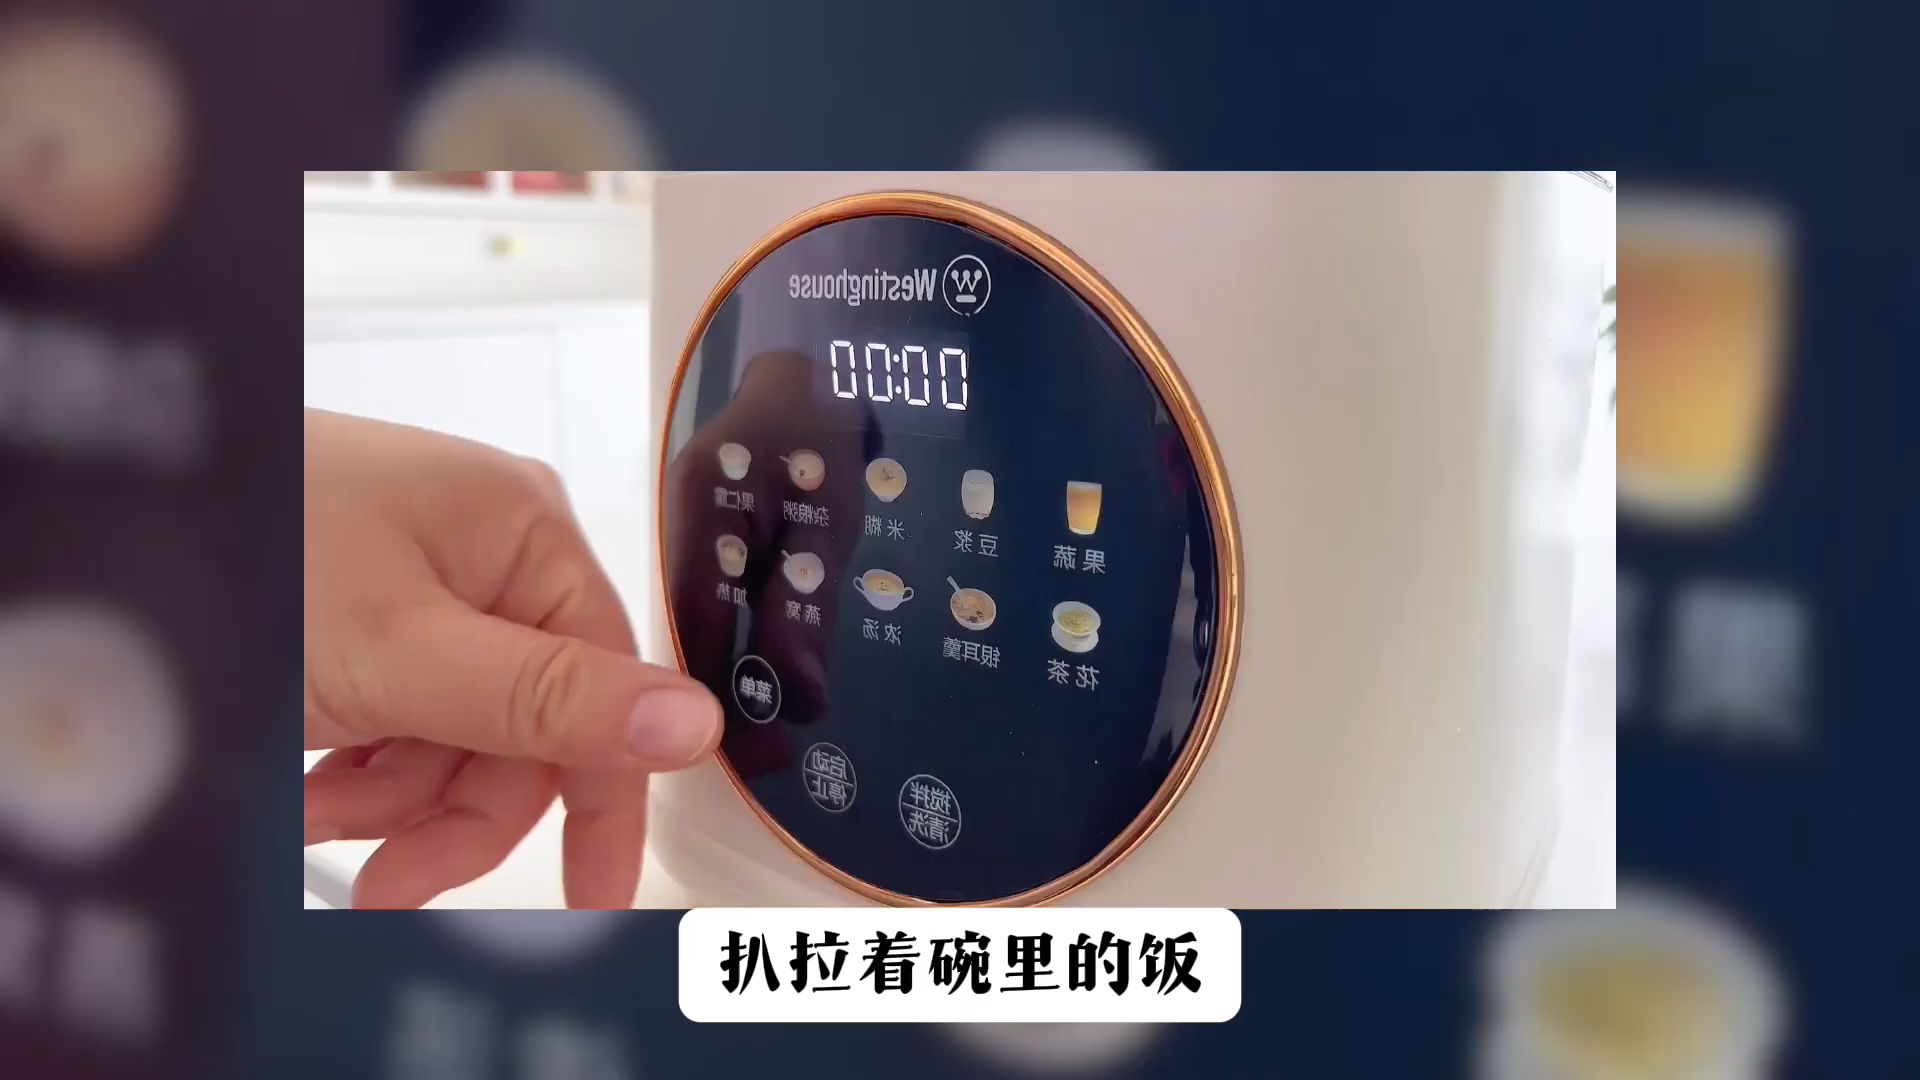 Westinghouse
00:00
果仁露 杂粮粥 米糊 豆浆 果蔬
加热 燕窝 浓汤 银耳羹 花茶
菜单
启动
停止
搅拌
清洗
扒拉着碗里的饭